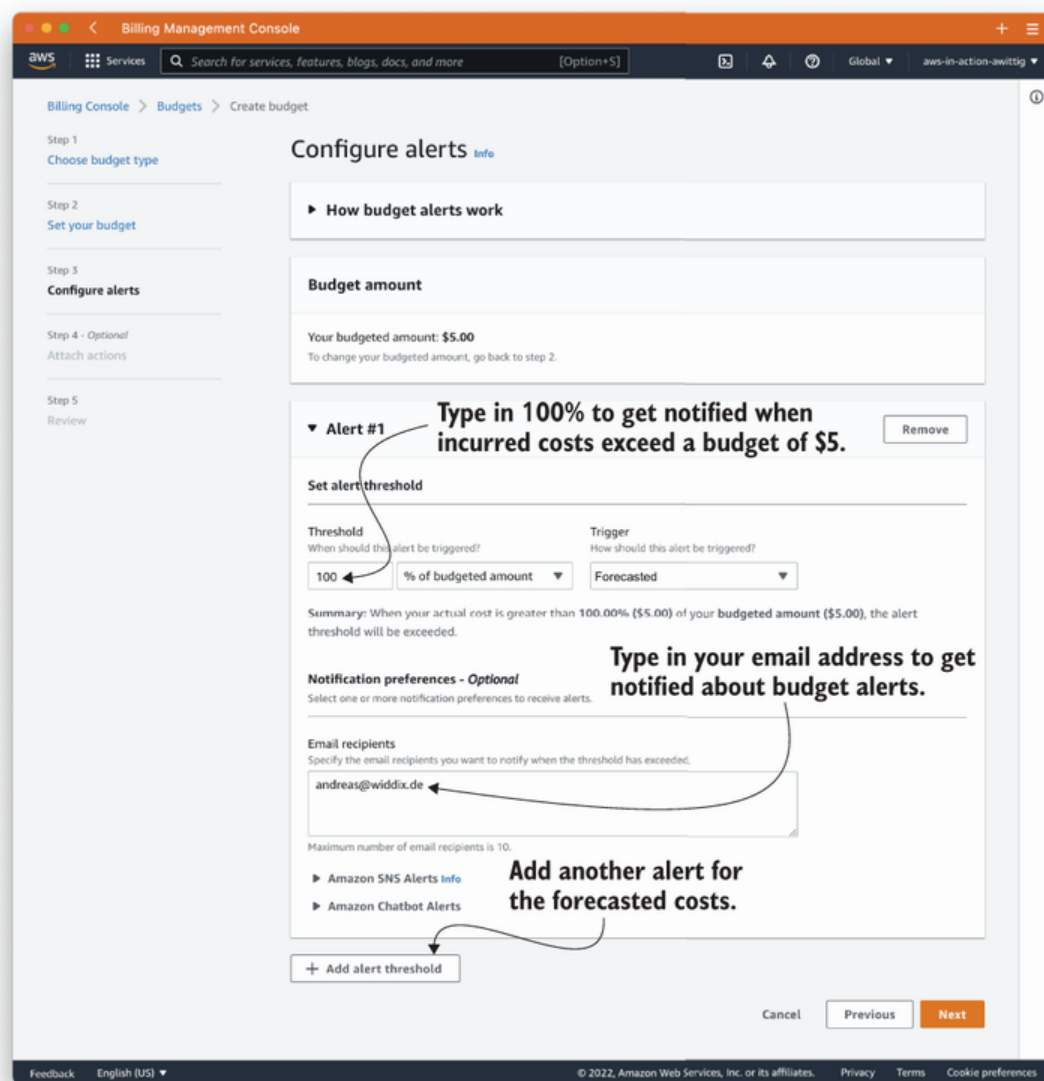 Billing Management Console
aws
Services
Search for services, features, blogs, docs, and more
[Option+S]
Global
aws-in-action-awittig
Billing Console > Budgets > Create budget
Step 1
Choose budget type
Step 2
Set your budget
Step 3
Configure alerts
Step 4 - Optional
Attach actions
Step 5
Review
Configure alerts Info
How budget alerts work
Budget amount
Your budgeted amount: $5.00
To change your budgeted amount, go back to step 2.
Alert #1
Remove
Type in 100% to get notified when
incurred costs exceed a budget of $5.
Set alert threshold
Threshold
When should this alert be triggered?
100
% of budgeted amount
Trigger
How should this alert be triggered?
Forecasted
Summary: When your actual cost is greater than 100.00% ($5.00) of your budgeted amount ($5.00), the alert
threshold will be exceeded.
Type in your email address to get
notified about budget alerts.
Notification preferences - Optional
Select one or more notification preferences to receive alerts.
Email recipients
Specify the email recipients you want to notify when the threshold has exceeded.
andreas@widdix.de
Maximum number of email recipients is 10.
Amazon SNS Alerts Info
Amazon Chatbot Alerts
Add another alert for
the forecasted costs.
+ Add alert threshold
Cancel
Previous
Next
Feedback
English (US)
© 2022, Amazon Web Services, Inc. or its affiliates.
Privacy
Terms
Cookie preferences